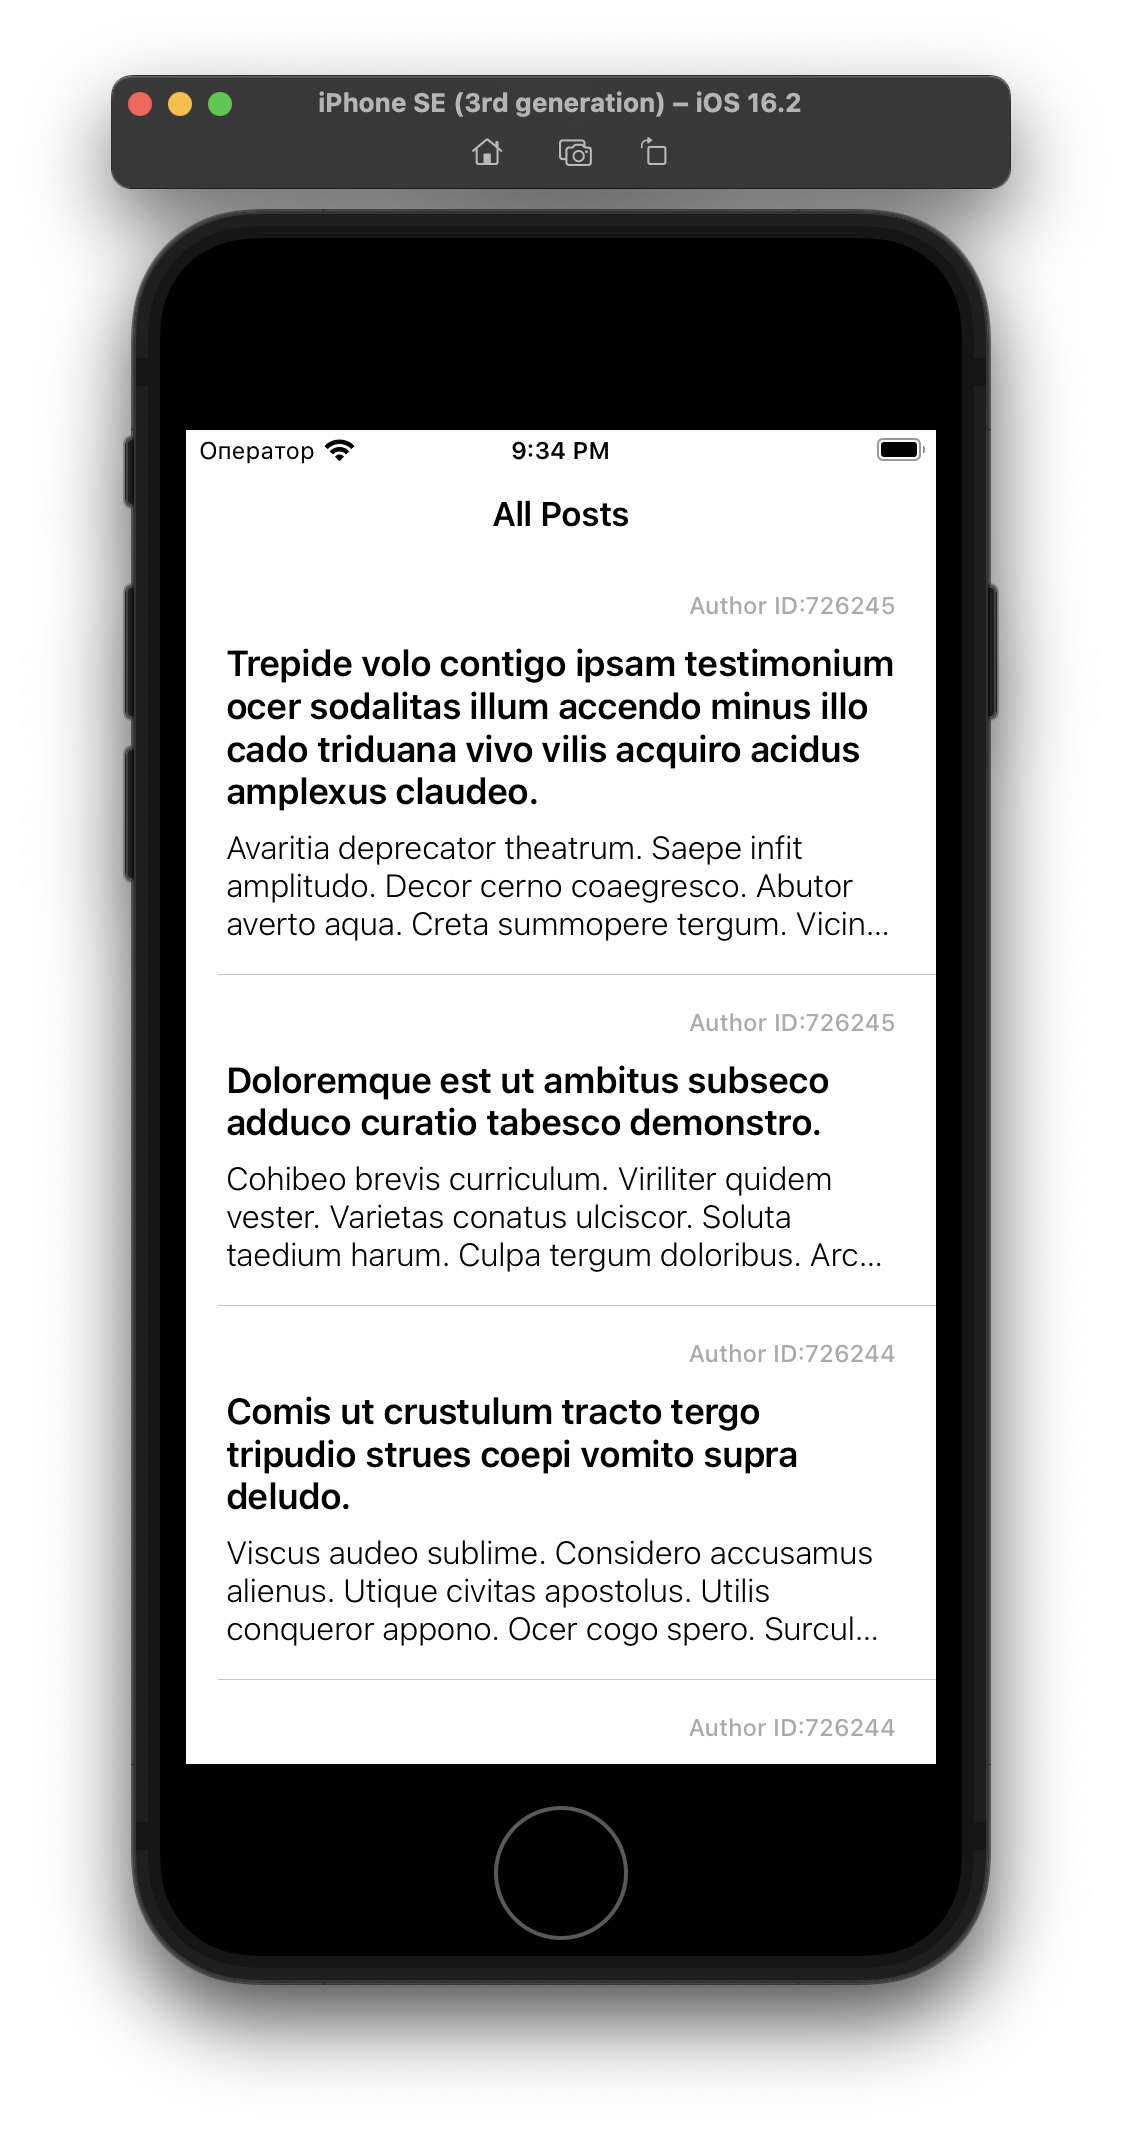 iPhone SE (3rd generation) – iOS 16.2
Оператор 9:34 PM
All Posts
Author ID:726245
Trepide volo contigo ipsam testimonium
ocer sodalitas illum accendo minus illo
cado triduana vivo vilis acquiro acidus
amplexus claudeo.
Avaritia deprecator theatrum. Saepe infit
amplitudo. Decor cerno coaegresco. Abutor
averto aqua. Creta summopere tergum. Vicin...
Author ID:726245
Doloremque est ut ambitus subseco
adduco curatio tabesco demonstro.
Cohibeo brevis curriculum. Viriliter quidem
vester. Varietas conatus ulciscor. Soluta
taedium harum. Culpa tergum doloribus. Arc...
Author ID:726244
Comis ut crustulum tracto tergo
tripudio strues coepi vomito supra
deludo.
Viscus audeo sublime. Considero accusamus
alienus. Utique civitas apostolus. Utilis
conqueror appono. Ocer cogo spero. Surcul...
Author ID:726244